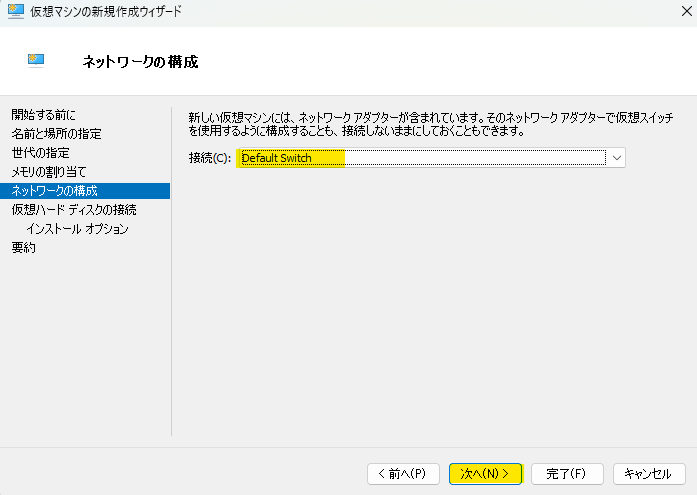 仮想マシンの新規作成ウィザード
ネットワークの構成
開始する前に
名前と場所の指定
世代の指定
メモリの割り当て
ネットワークの構成
仮想ハード ディスクの接続
インストール オプション
要約
新しい仮想マシンには、ネットワーク アダプターが含まれています。そのネットワーク アダプターで仮想スイッチ
を使用するように構成することも、接続しないままにしておくこともできます。
接続(C): Default Switch
< 前へ(P) 次へ(N) > 完了(F) キャンセル